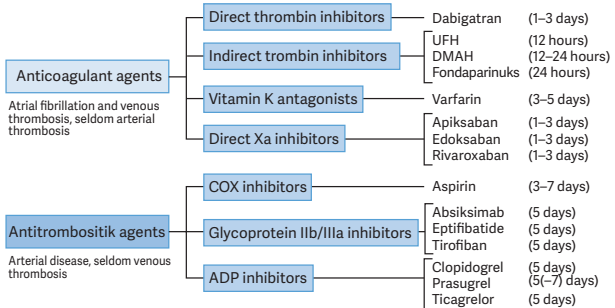 Direct thrombin inhibitors
Dabigatran (1–3 days)
Indirect trombin inhibitors
UFH (12 hours)
DMAH (12–24 hours)
Fondaparinuks (24 hours)
Anticoagulant agents
Atrial fibrillation and venous
thrombosis, seldom arterial
thrombosis
Vitamin K antagonists
Varfarin (3–5 days)
Direct Xa inhibitors
Apiksaban (1–3 days)
Edoksaban (1–3 days)
Rivaroxaban (1–3 days)
COX inhibitors
Aspirin (3–7 days)
Antitrombositik agents
Arterial disease, seldom venous
thrombosis
Glycoprotein IIb/IIIa inhibitors
Absiksimab (5 days)
Eptifibatide (5 days)
Tirofiban (5 days)
ADP inhibitors
Clopidogrel (5 days)
Prasugrel (5(–7) days)
Ticagrelor (5 days)